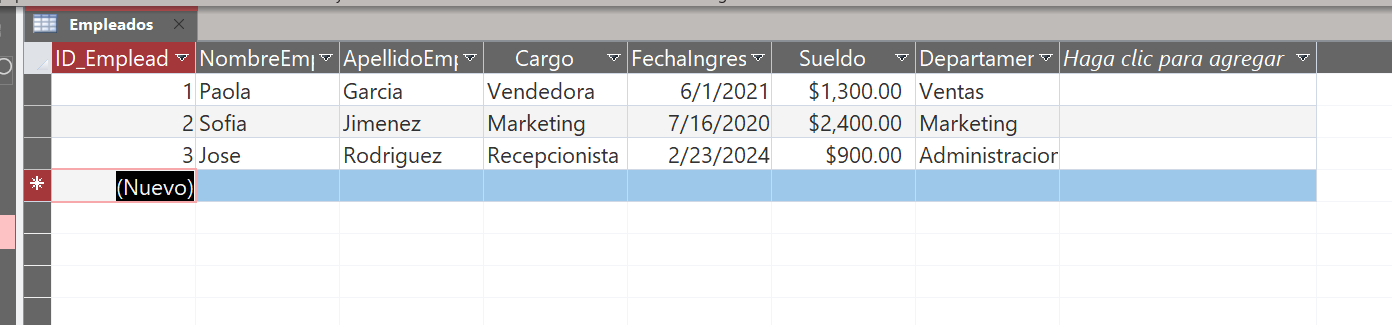 Empleados
ID_Emplead NombreEmp ApellidoEmp Cargo FechaIngres Sueldo Departamer Haga clic para agregar
1 Paola Garcia Vendedora 6/1/2021 $1,300.00 Ventas
2 Sofia Jimenez Marketing 7/16/2020 $2,400.00 Marketing
3 Jose Rodriguez Recepcionista 2/23/2024 $900.00 Administracior
(Nuevo)